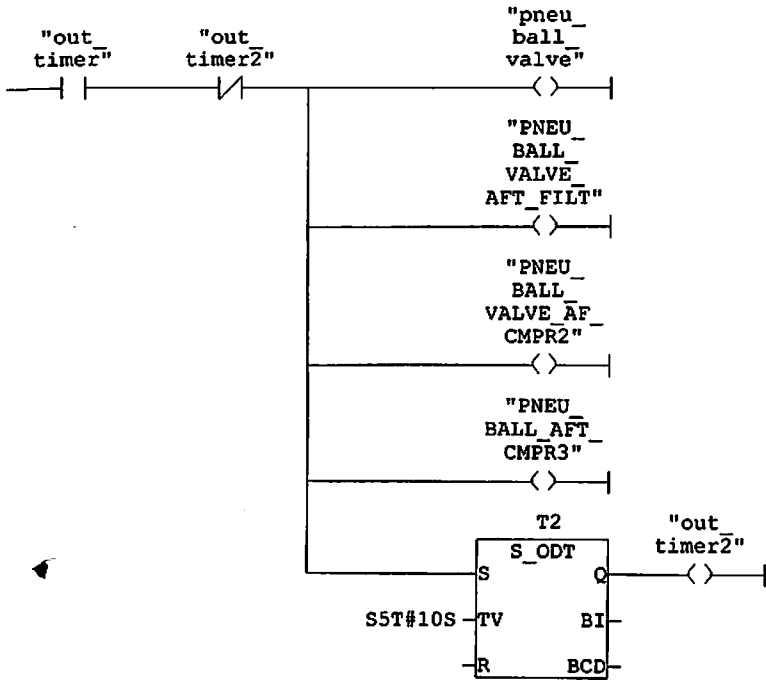 "pneu_
ball_
valve"
"out_
timer"
"out_
timer2"
"PNEU_
BALL_
VALVE_
AFT_FILT"
"PNEU_
BALL_
VALVE_AF_
CMPR2"
"PNEU_
BALL_AFT_
CMPR3"
T2
"out_
timer2"
S_ODT
S
Q
S5T#10S
TV
BI
R
BCD